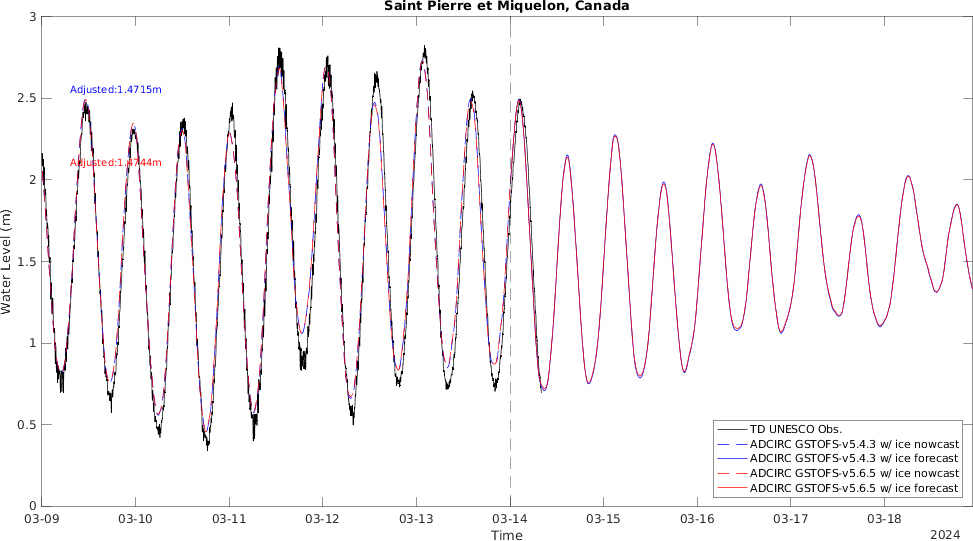 Saint Pierre et Miquelon, Canada
3
2.5
2
1.5
1
0.5
0
Water Level (m)
Adjusted:1.4715m
Adjusted:1.4744m
TD UNESCO Obs.
ADCIRC GSTOFS-v5.4.3 w/ ice nowcast
ADCIRC GSTOFS-v5.4.3 w/ ice forecast
ADCIRC GSTOFS-v5.6.5 w/ ice nowcast
ADCIRC GSTOFS-v5.6.5 w/ ice forecast
03-09 03-10 03-11 03-12 03-13 03-14 03-15 03-16 03-17 03-18
Time
2024